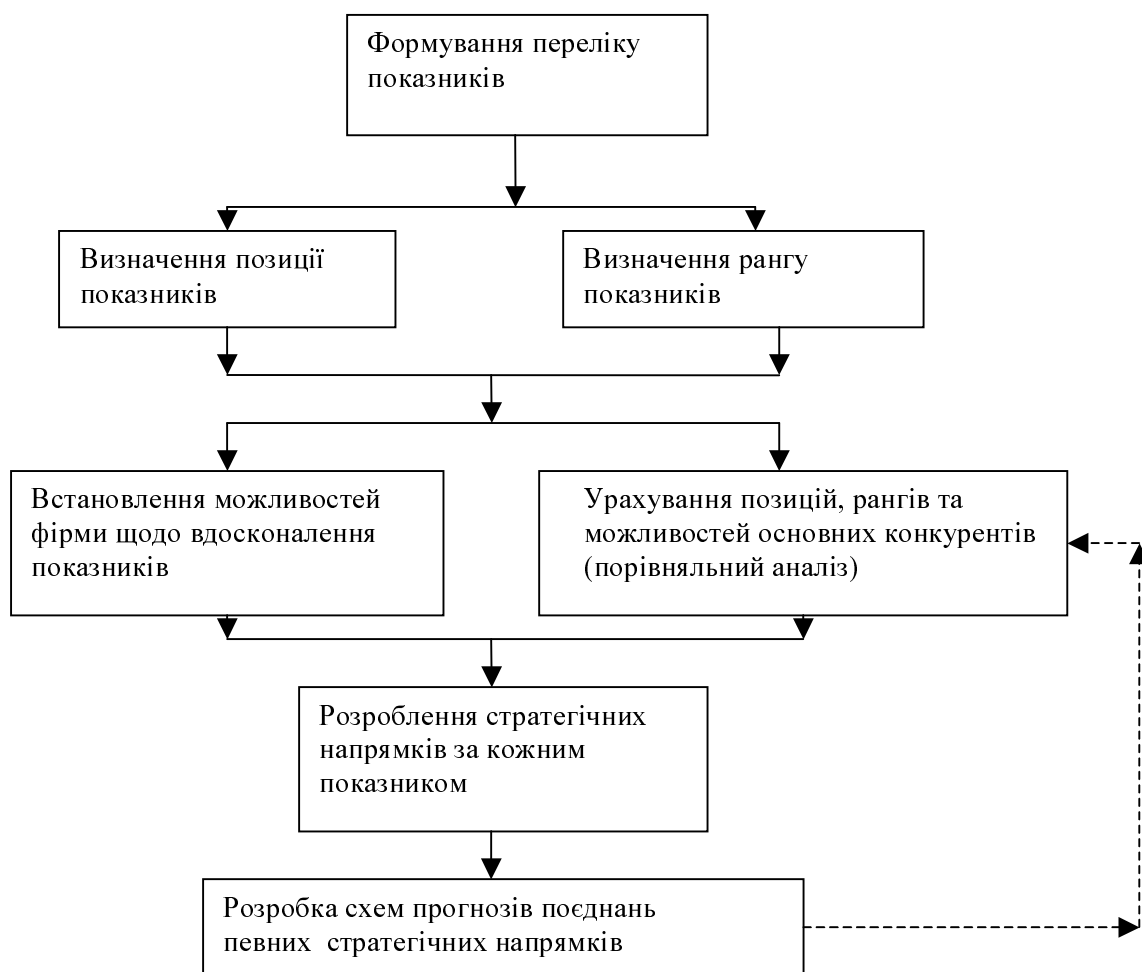 Формування переліку
показників
Визначення позиції
показників
Визначення рангу
показників
Встановлення можливостей
фірми щодо вдосконалення
показників
Урахування позицій, рангів та
можливостей основних конкурентів
(порівняльний аналіз)
Розроблення стратегічних
напрямків за кожним
показником
Розробка схем прогнозів поєднань
певних  стратегічних напрямків